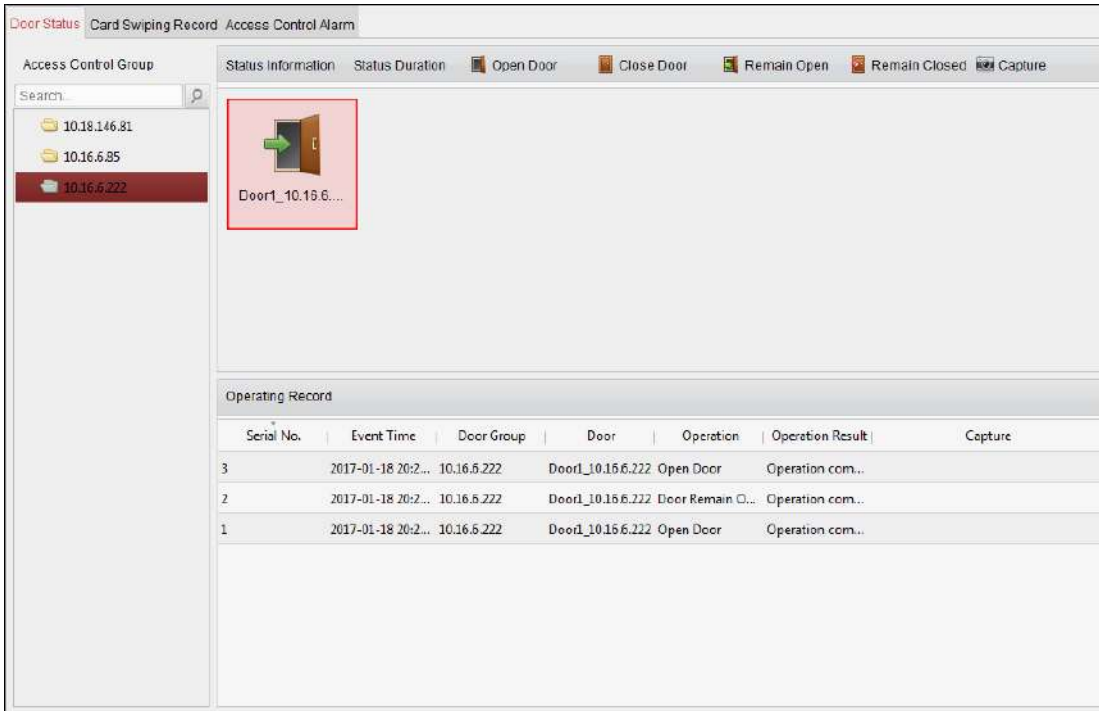 Door Status Card Swiping Record Access Control Alarm
Access Control Group
Status Information Status Duration Open Door Close Door Remain Open Remain Closed Capture
Search...
10.18.146.81
10.16.6.85
10.16.6.222
Door1_10.16.6....
Operating Record
Serial No. Event Time Door Group Door Operation Operation Result Capture
3 2017-01-18 20:2... 10.16.6.222 Door1_10.16.6.222 Open Door Operation com...
2 2017-01-18 20:2... 10.16.6.222 Door1_10.16.6.222 Door Remain O... Operation com...
1 2017-01-18 20:2... 10.16.6.222 Door1_10.16.6.222 Open Door Operation com...